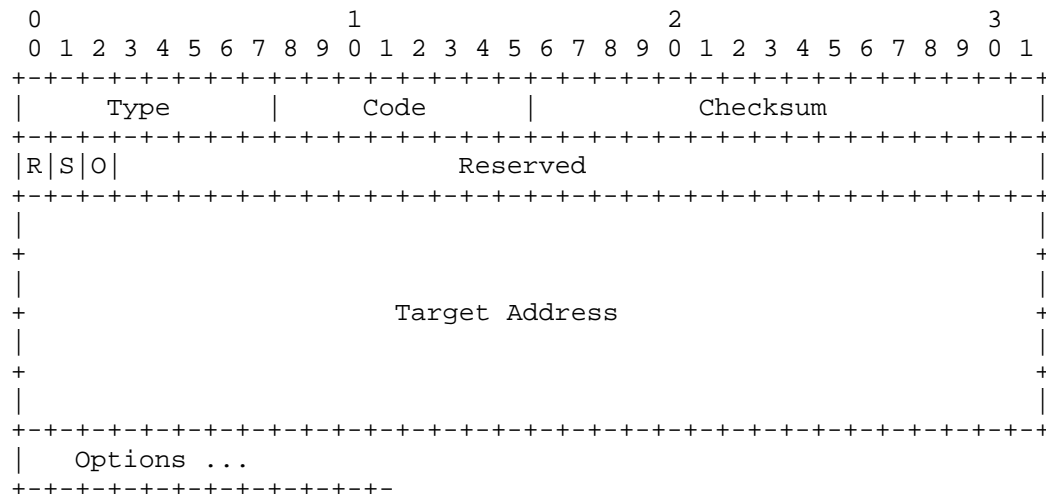 0                   1                   2                   3
 0 1 2 3 4 5 6 7 8 9 0 1 2 3 4 5 6 7 8 9 0 1 2 3 4 5 6 7 8 9 0 1
+-+-+-+-+-+-+-+-+-+-+-+-+-+-+-+-+-+-+-+-+-+-+-+-+-+-+-+-+-+-+-+-+
|     Type      |     Code      |          Checksum             |
+-+-+-+-+-+-+-+-+-+-+-+-+-+-+-+-+-+-+-+-+-+-+-+-+-+-+-+-+-+-+-+-+
|R|S|O|                     Reserved                            |
+-+-+-+-+-+-+-+-+-+-+-+-+-+-+-+-+-+-+-+-+-+-+-+-+-+-+-+-+-+-+-+-+
|                                                               |
+                                                               +
|                                                               |
+                       Target Address                          +
|                                                               |
+                                                               +
|                                                               |
+-+-+-+-+-+-+-+-+-+-+-+-+-+-+-+-+-+-+-+-+-+-+-+-+-+-+-+-+-+-+-+-+
|   Options ...
+-+-+-+-+-+-+-+-+-+-+-+-